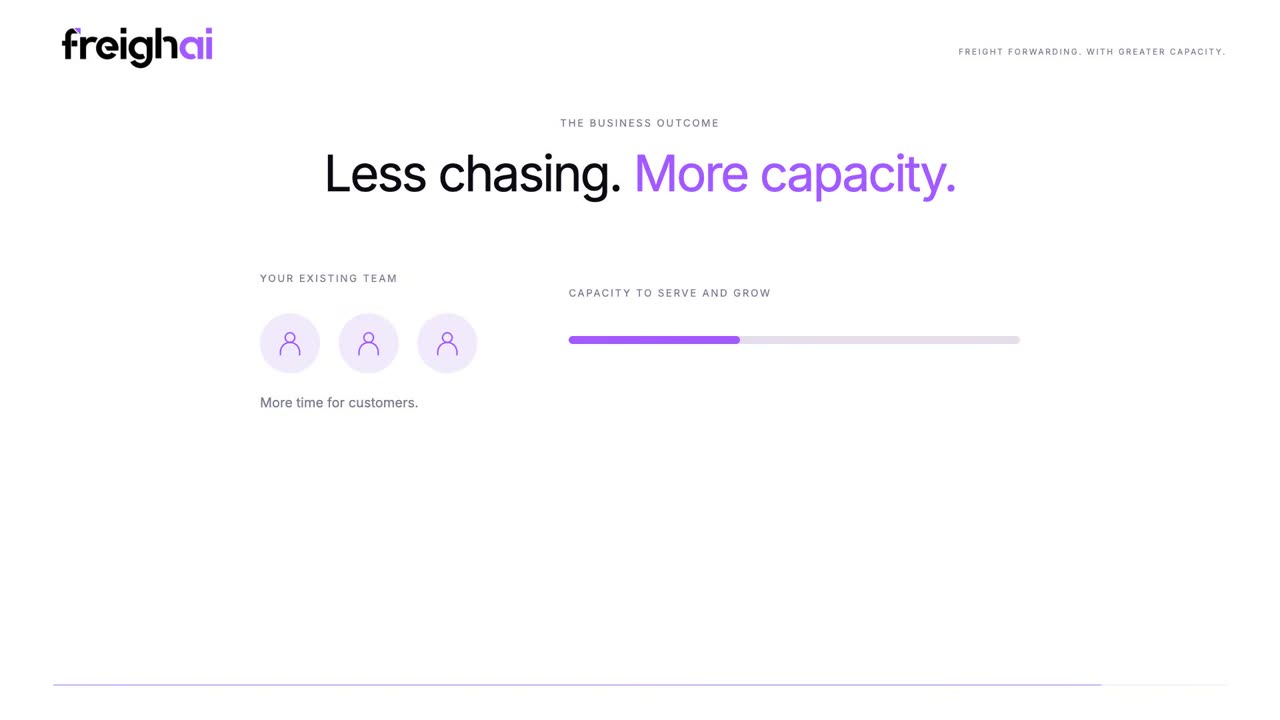 freighai
FREIGHT FORWARDING. WITH GREATER CAPACITY.
THE BUSINESS OUTCOME
Less chasing. More capacity.
YOUR EXISTING TEAM
CAPACITY TO SERVE AND GROW
More time for customers.